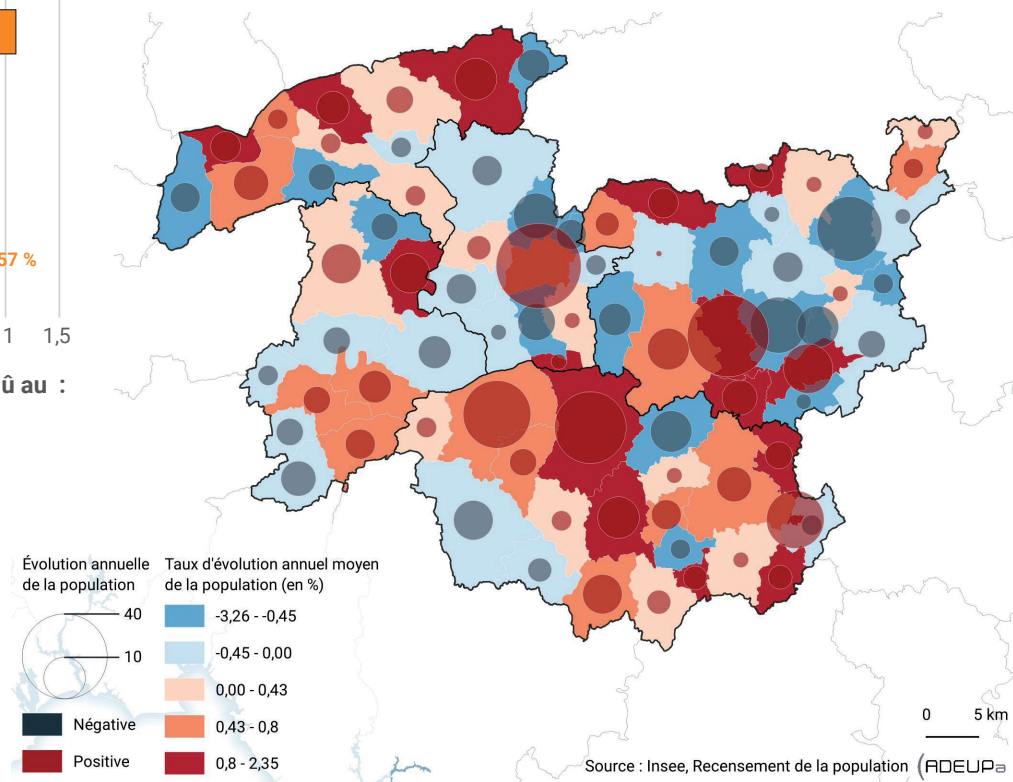 57 %
1
1,5
û au :
Évolution annuelle
de la population
40
10
Négative
Positive
Taux d'évolution annuel moyen
de la population (en %)
-3,26 - -0,45
-0,45 - 0,00
0,00 - 0,43
0,43 - 0,8
0,8 - 2,35
0
5 km
Source : Insee, Recensement de la population
ADEUPa